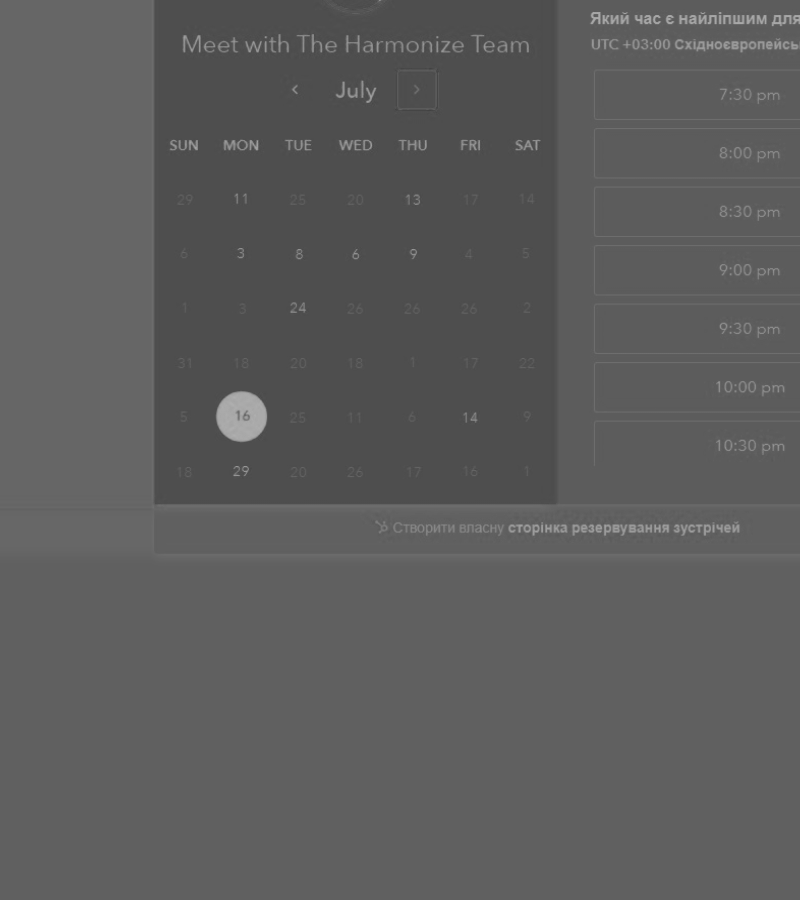 Meet with The Harmonize Team
July
SUN MON TUE WED THU FRI SAT
29 11 25 20 13 17 14
6 3 8 6 9 4 5
1 3 24 26 26 26 2
31 18 20 18 1 17 22
5 16 25 11 6 14 9
18 29 20 26 17 16 1
Який час є найліпшим для
UTC +03:00
7:30 pm
8:00 pm
8:30 pm
9:00 pm
9:30 pm
10:00 pm
10:30 pm
Створити власну сторінка резервування зустрічей